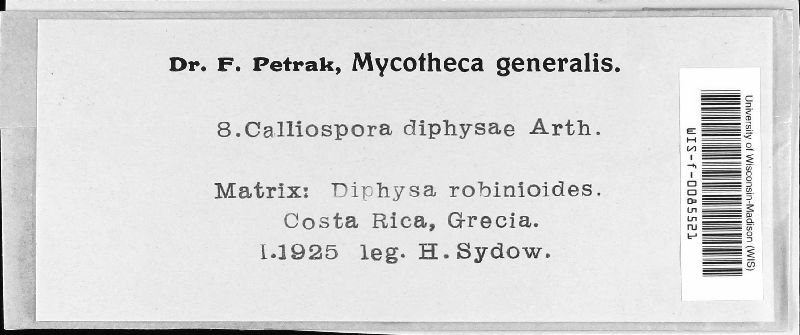 Dr. F. Petrak, Mycotheca generalis.
8.Calliospora diphysae Arth.
Matrix: Diphysa robinioides.
Costa Rica, Grecia.
I.1925 leg. H. Sydow.
University of Wisconsin-Madison (WIS)
WIS-f-0085521